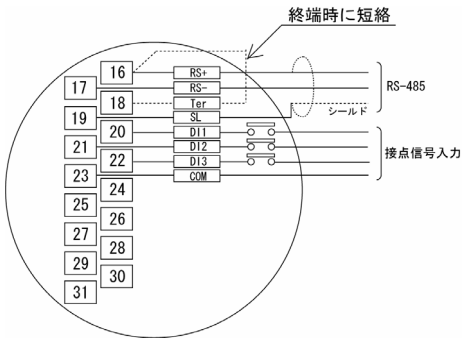 終端時に短絡
16 RS+
17 RS- RS-485
18 Ter
シールド
19 SL
20 DI1
21 DI2 接点信号入力
22 DI3
23 COM
24
25
26
27
28
29
30
31